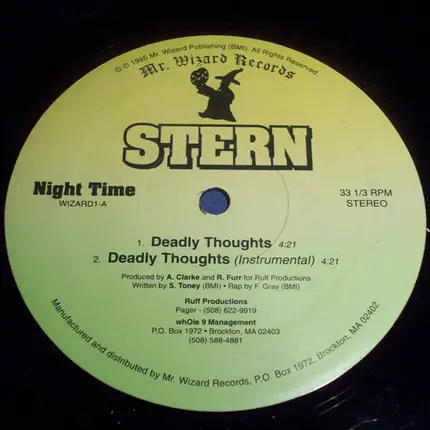 ℗ © 1995 Mr. Wizard Publishing (BMI). All Rights Reserved
Mr. Wizard Records
STERN
Night Time
WIZARD1-A
33 1/3 RPM
STEREO
1. Deadly Thoughts 4:21
2. Deadly Thoughts (Instrumental) 4:21
Produced by A. Clarke and R. Furr for Ruff Productions
Written by S. Toney (BMI) • Rap by F. Gray (BMI)
Ruff Productions
Pager - (508) 622-9919
whOle 9 Management
P.O. Box 1972 • Brockton, MA 02403
(508) 588-4881
Manufactured and distributed by Mr. Wizard Records, P.O. Box 1972, Brockton, MA 02402